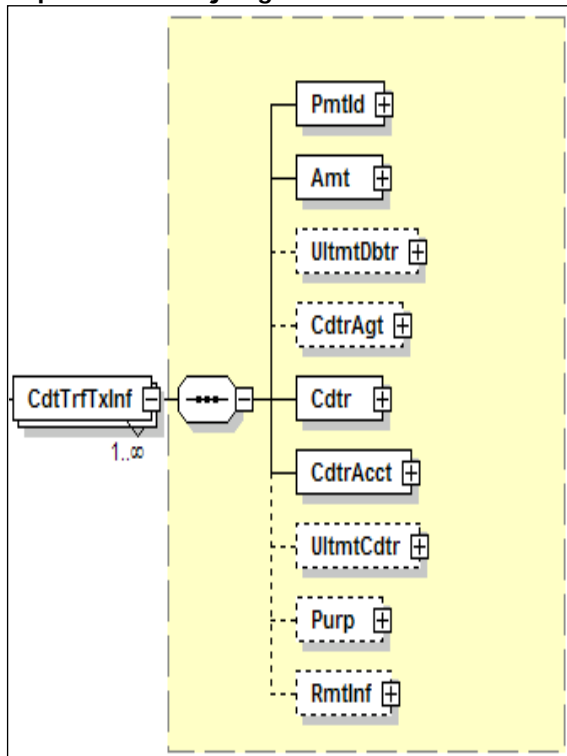 PmtId
Amt
UltmtDbtr
CdtrAgt
CdtTrfTxInf
1..∞
Cdtr
CdtrAcct
UltmtCdtr
Purp
RmtInf